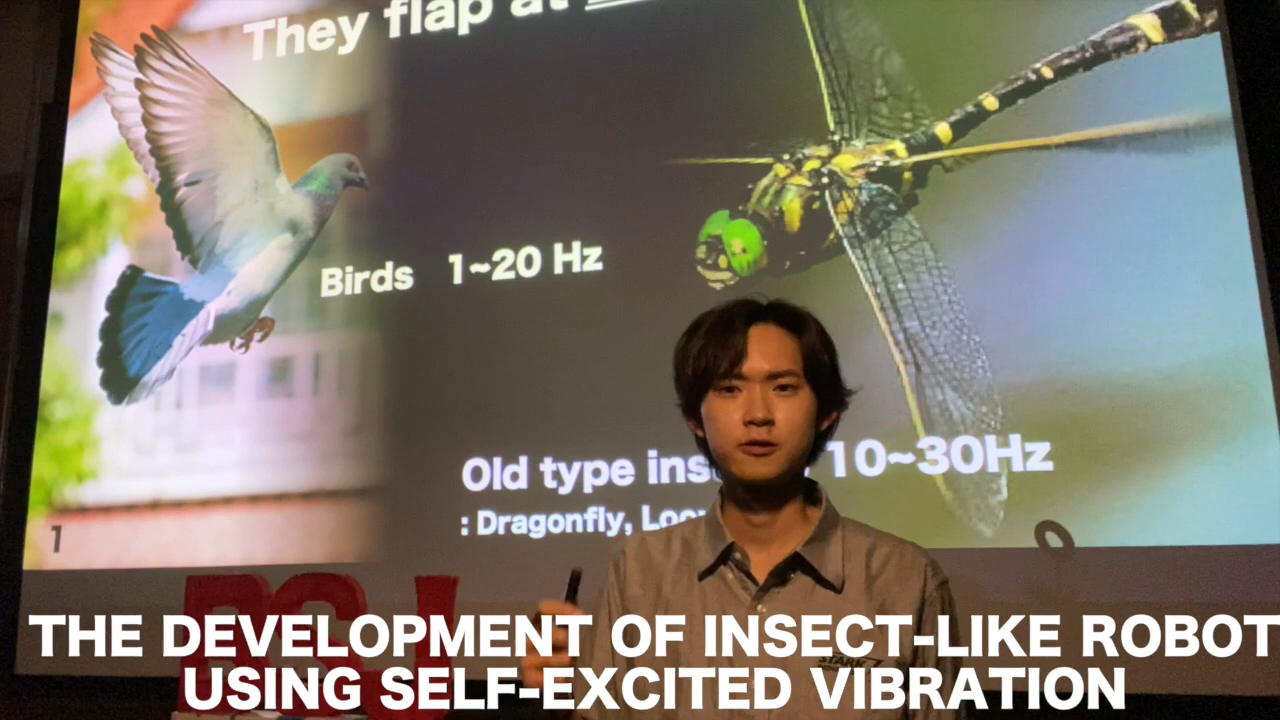 They flap at
Birds 1~20 Hz
Old type 10~30Hz
: Dragonfly,
1
STARK
THE DEVELOPMENT OF INSECT-LIKE ROBOT
USING SELF-EXCITED VIBRATION